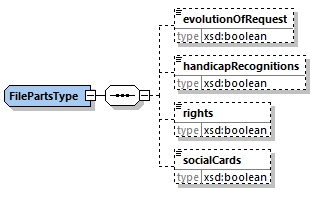 evolutionOfRequest
type xsd:boolean
handicapRecognitions
type xsd:boolean
FilePartsType
rights
type xsd:boolean
socialCards
type xsd:boolean